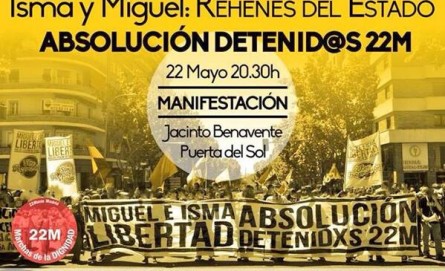 Isma y Miguel: Rehenes del Estado
ABSOLUCIÓN DETENID@S 22M
22 Mayo 20.30h
MANIFESTACIÓN
Jacinto Benavente
Puerta del Sol
MIGUEL E ISMA ABSOLUCIÓN
LIBERTAD DETENIDXS 22M
22M
Marchas de la DIGNIDAD